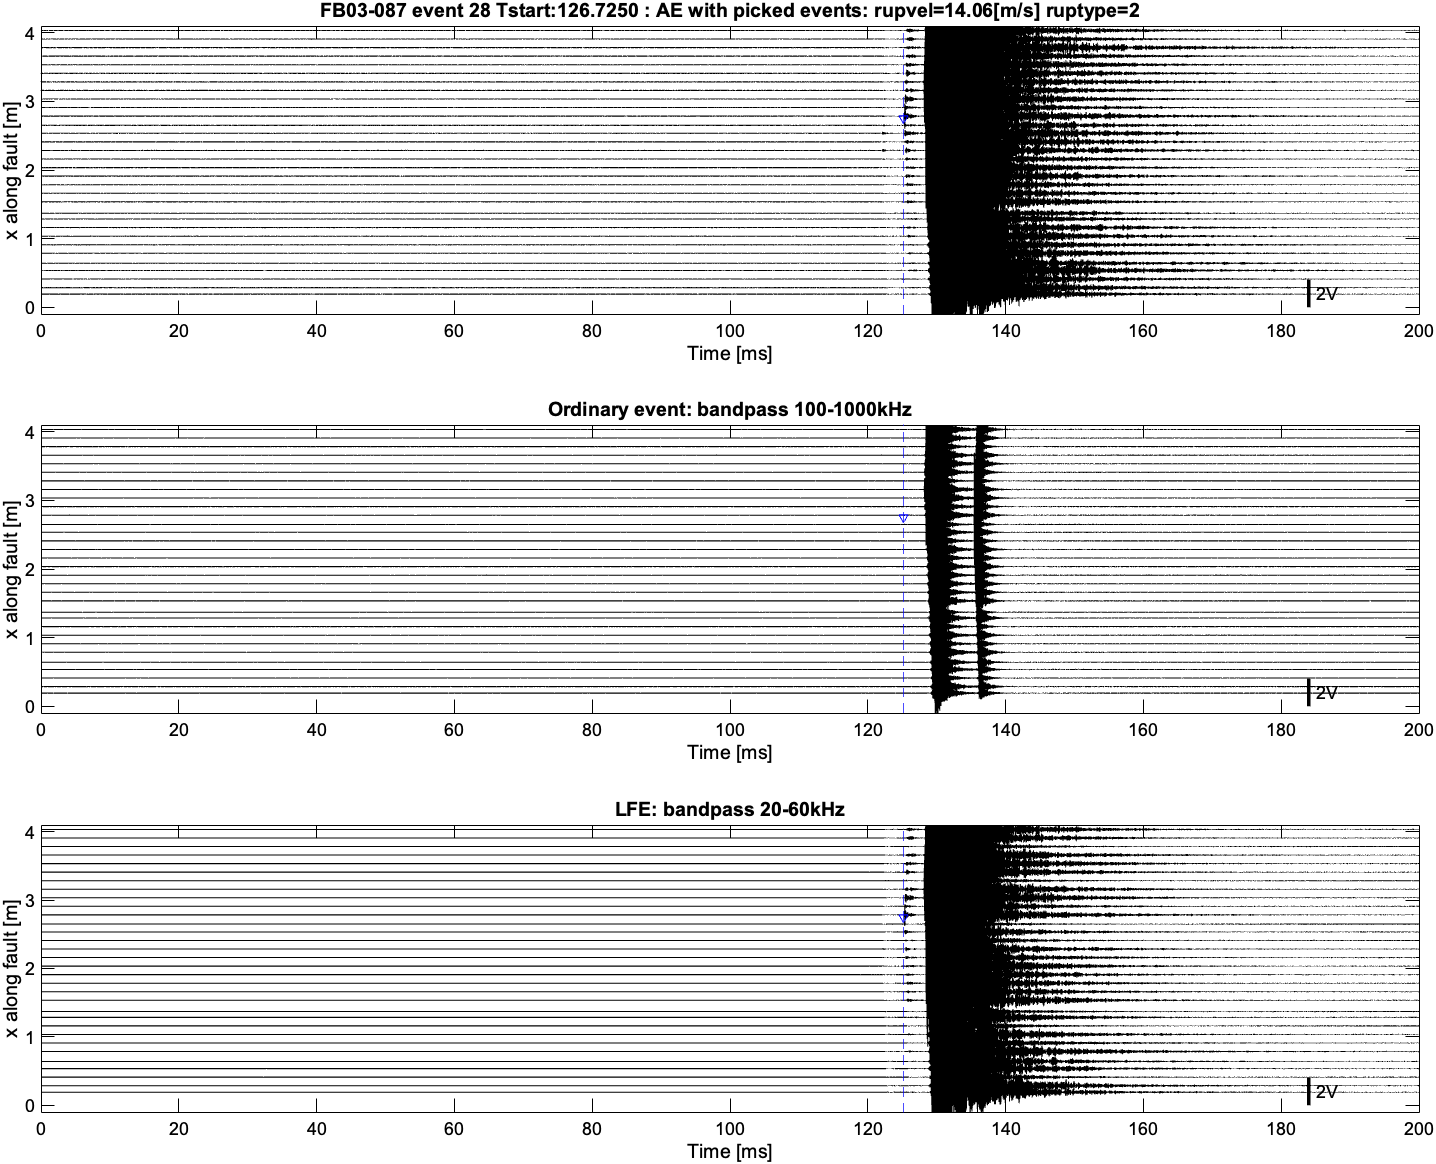 FB03-087 event 28 Tstart:126.7250 : AE with picked events: rupvel=14.06[m/s] ruptype=2
4
3
2
1
0
x along fault [m]
2V
0 20 40 60 80 100 120 140 160 180 200
Time [ms]
Ordinary event: bandpass 100-1000kHz
4
3
2
1
0
x along fault [m]
2V
0 20 40 60 80 100 120 140 160 180 200
Time [ms]
LFE: bandpass 20-60kHz
4
3
2
1
0
x along fault [m]
2V
0 20 40 60 80 100 120 140 160 180 200
Time [ms]